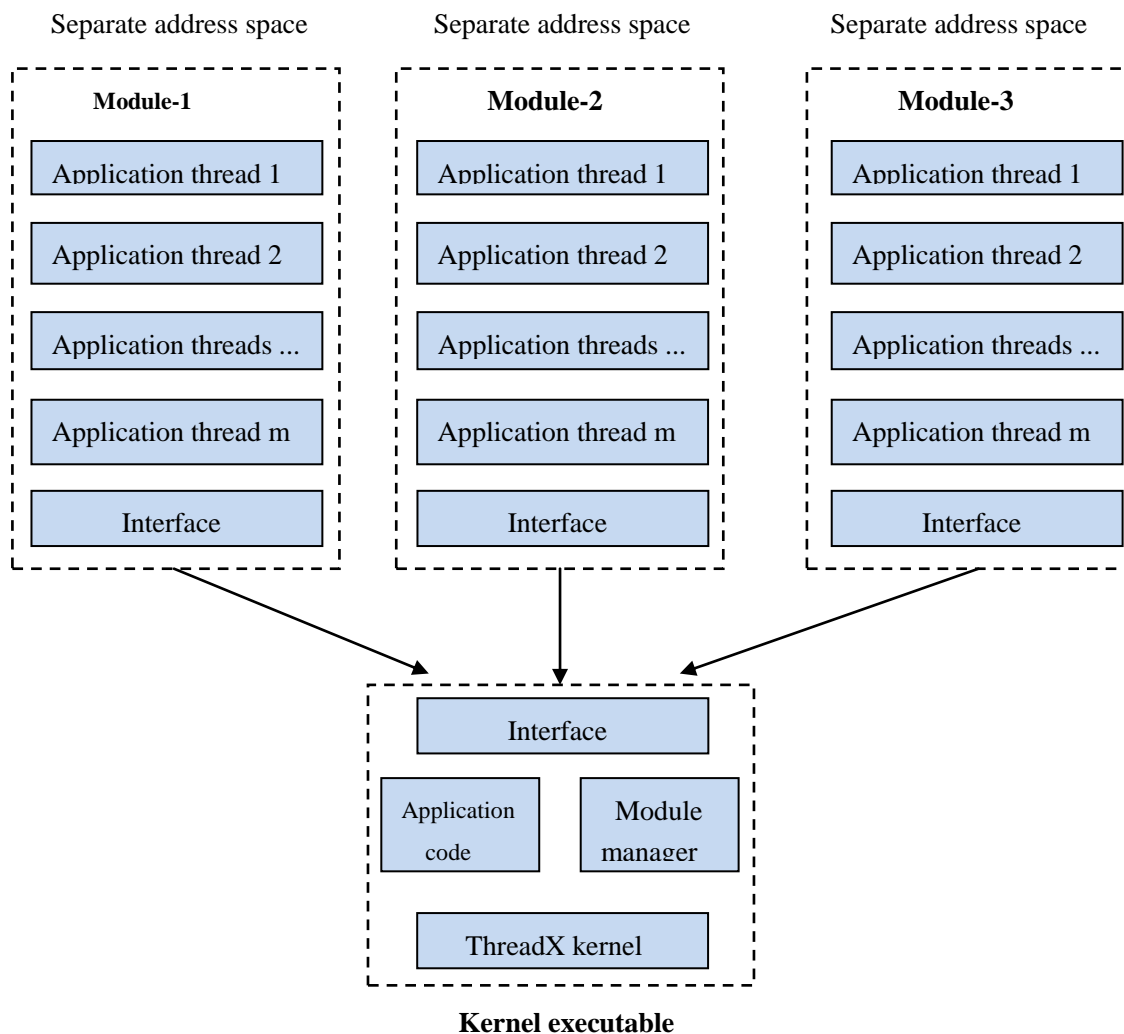 Separate address space
Separate address space
Separate address space
Module-1
Module-2
Module-3
Application thread 1
Application thread 1
Application thread 1
Application thread 2
Application thread 2
Application thread 2
Application threads ...
Application threads ...
Application threads ...
Application thread m
Application thread m
Application thread m
Interface
Interface
Interface
Interface
Application
code
Module
manager
ThreadX kernel
Kernel executable